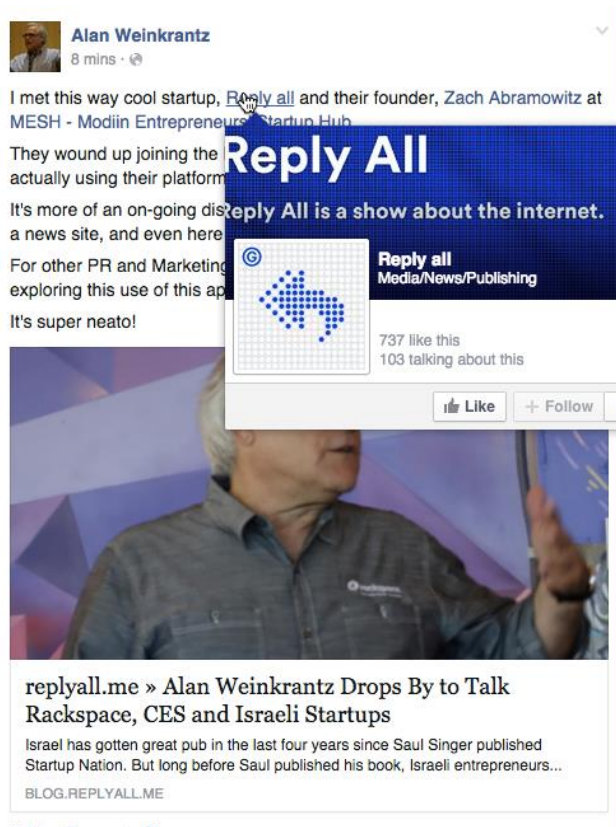 Alan Weinkrantz
8 mins ·
I met this way cool startup, Reply all and their founder, Zach Abramowitz at
MESH - Modiin Entrepreneurs' Startup Hub
They wound up joining the
actually using their platform
It's more of an on-going dis
a news site, and even here
For other PR and Marketing
exploring this use of this ap
It's super neato!
Reply All
Reply All is a show about the internet.
G
Reply all
Media/News/Publishing
737 like this
103 talking about this
Like
+ Follow
replyall.me » Alan Weinkrantz Drops By to Talk
Rackspace, CES and Israeli Startups
Israel has gotten great pub in the last four years since Saul Singer published
Startup Nation. But long before Saul published his book, Israeli entrepreneurs...
BLOG.REPLYALL.ME